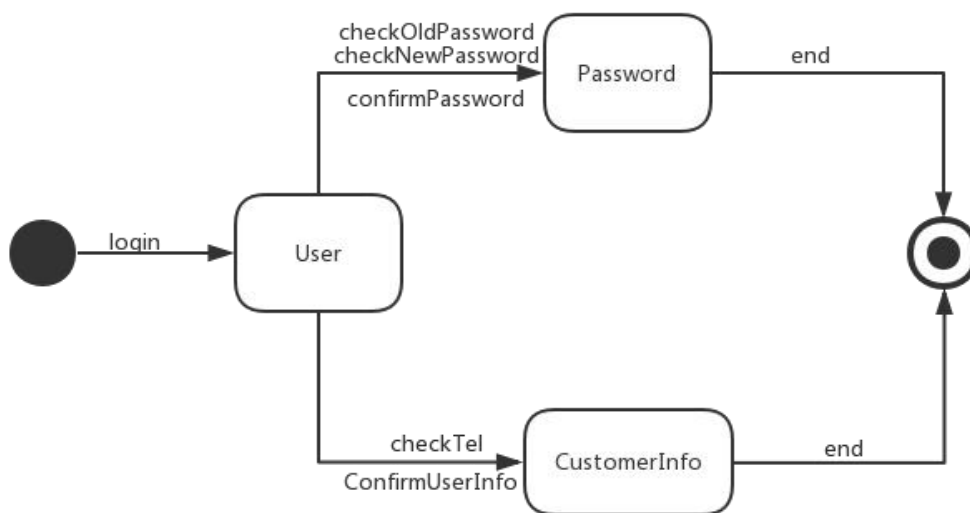 checkOldPassword
checkNewPassword
confirmPassword
Password
end
login
User
checkTel
ConfirmUserInfo
CustomerInfo
end